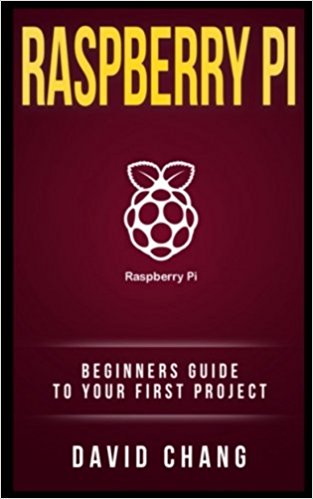 RASPBERRY PI
Raspberry Pi
BEGINNERS GUIDE
TO YOUR FIRST PROJECT
DAVID CHANG